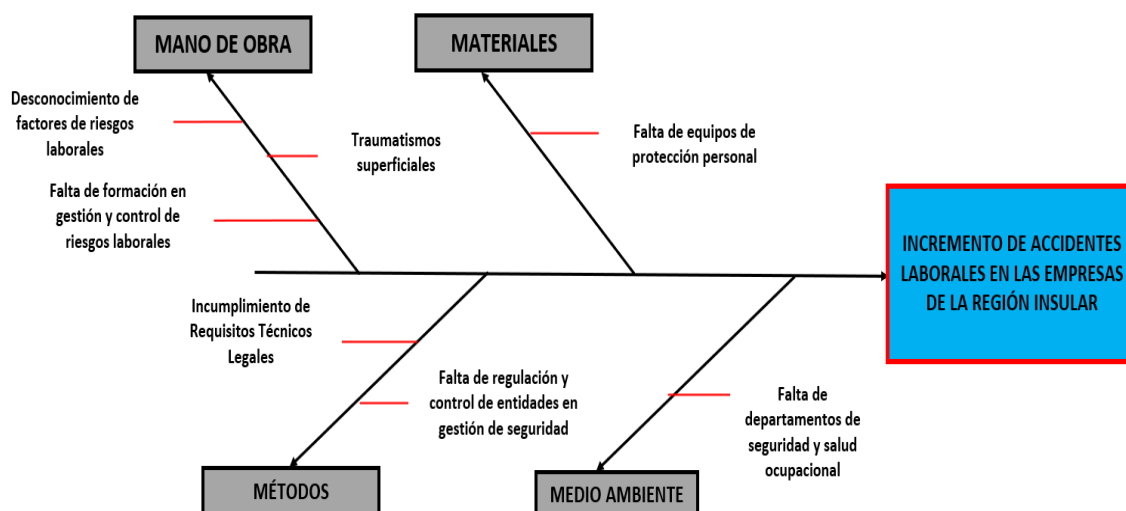 MANO DE OBRA
MATERIALES
Desconocimiento de
factores de riesgos
laborales
Traumatismos
superficiales
Falta de equipos de
protección personal
Falta de formación en
gestión y control de
riesgos laborales
INCREMENTO DE ACCIDENTES
LABORALES EN LAS EMPRESAS
DE LA REGIÓN INSULAR
Incumplimiento de
Requisitos Técnicos
Legales
Falta de regulación y
control de entidades en
gestión de seguridad
Falta de
departamentos de
seguridad y salud
ocupacional
MÉTODOS
MEDIO AMBIENTE